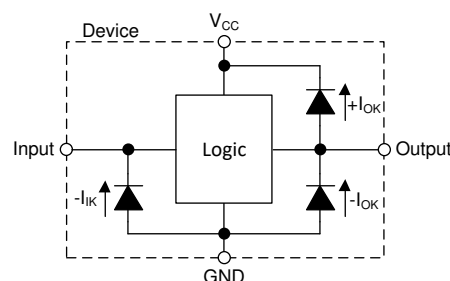 Device
VCC
+IOK
Input
Logic
Output
-IIK
-IOK
GND